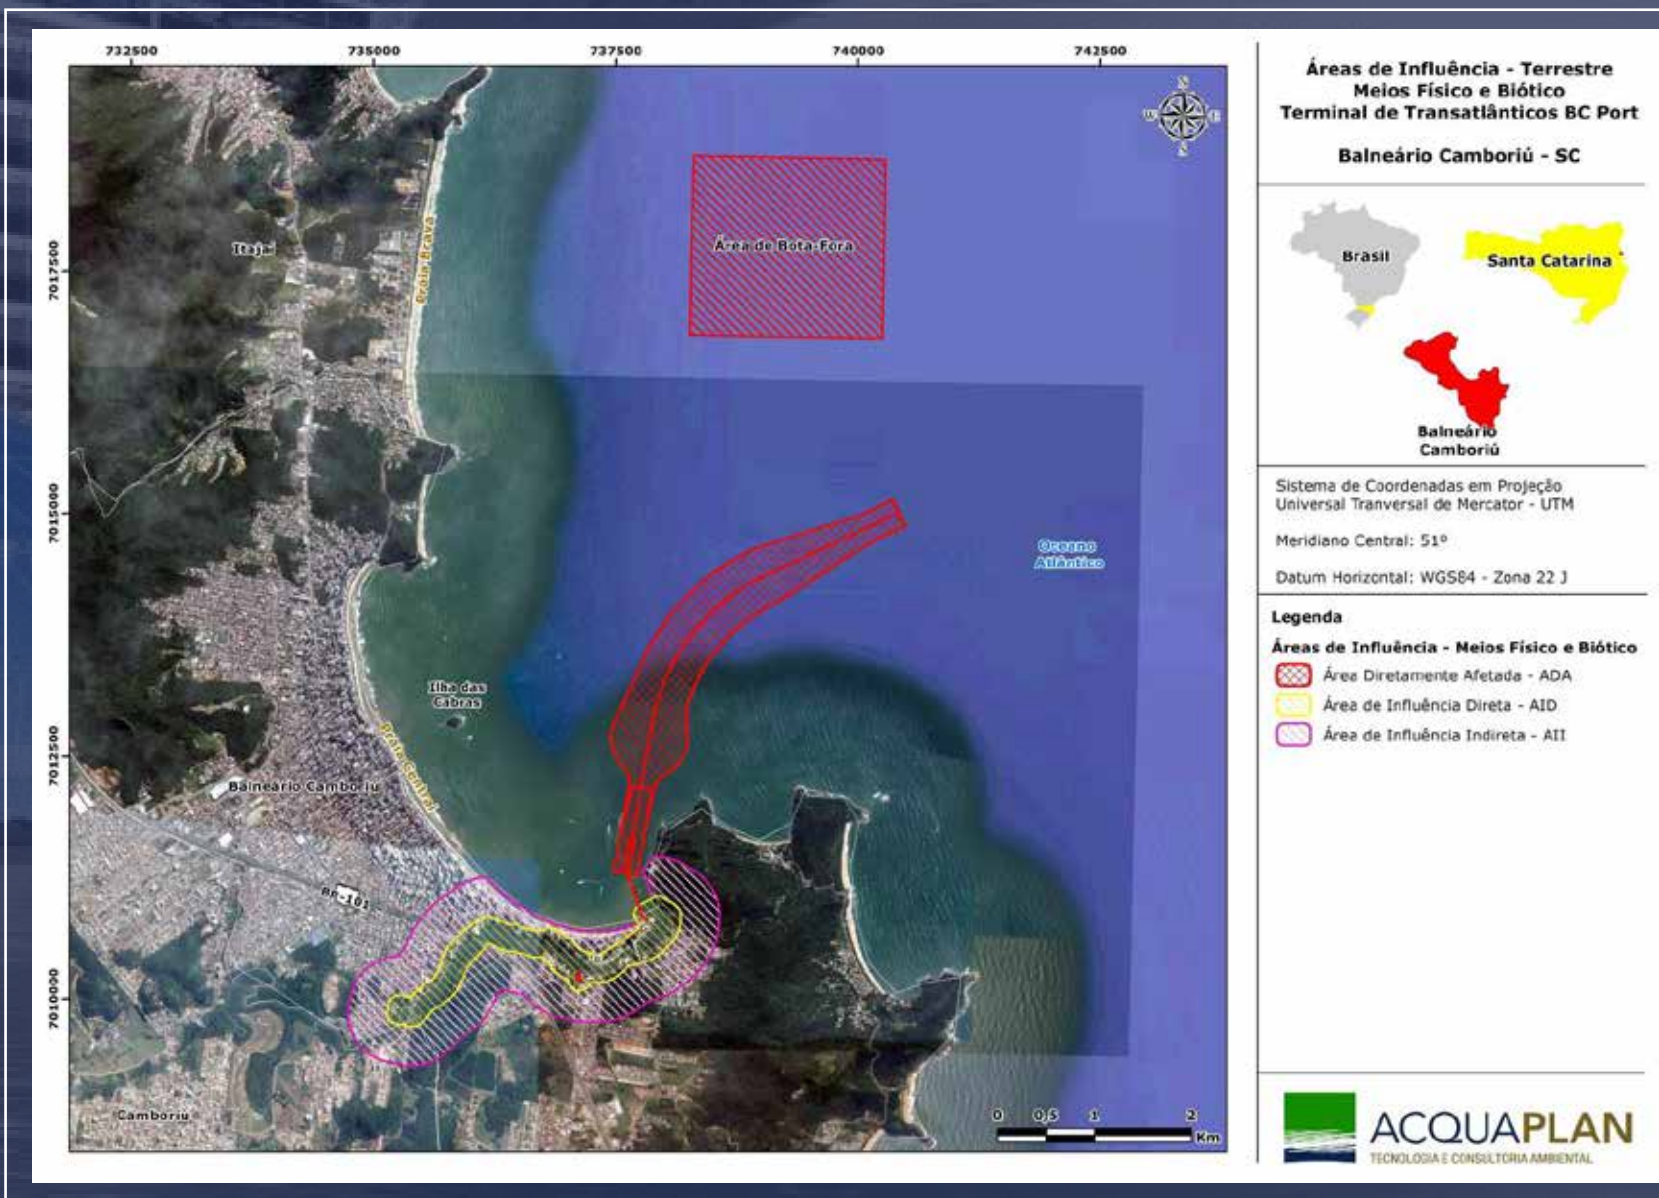 732500 735000 737500 740000 742500
7017500
7015000
7012500
7010000
N
W E
S
Itajaí
Praia Brava
Área de Bota-Fora
Oceano
Atlântico
Ilha das
Cabras
Praia Central
Balneário Camboriú
BR-101
Camboriú
0 0,5 1 2
Km
Áreas de Influência - Terrestre
Meios Físico e Biótico
Terminal de Transatlânticos BC Port
Balneário Camboriú - SC
Brasil
Santa Catarina
Balneário
Camboriú
Sistema de Coordenadas em Projeção
Universal Tranversal de Mercator - UTM
Meridiano Central: 51º
Datum Horizontal: WGS84 - Zona 22 J
Legenda
Áreas de Influência - Meios Físico e Biótico
Área Diretamente Afetada - ADA
Área de Influência Direta - AID
Área de Influência Indireta - AII
ACQUAPLAN
TECNOLOGIA E CONSULTORIA AMBIENTAL